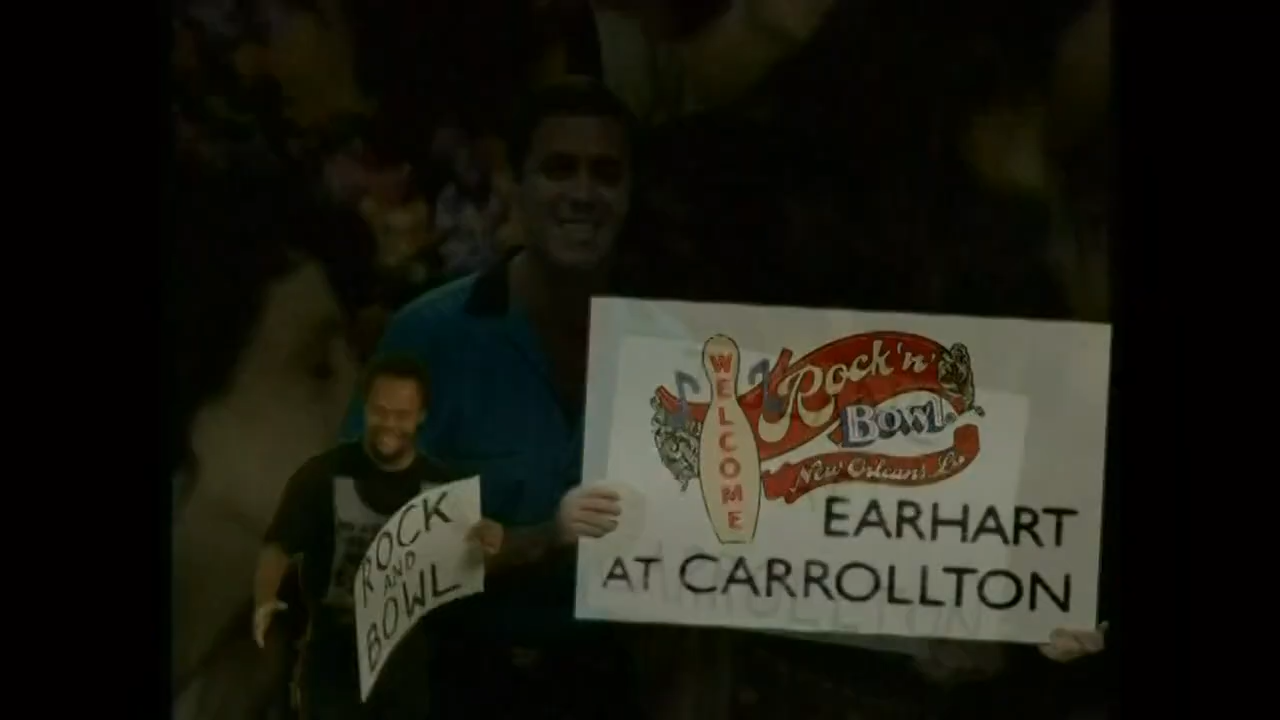 WELCOME
Rock 'n'
BOWL
New Orleans La
EARHART
AT CARROLLTON
ROCK
AND
BOWL